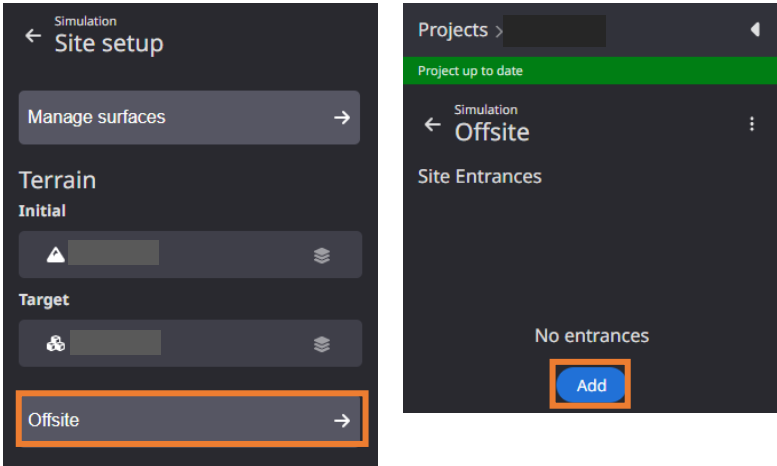 Simulation
Site setup
Manage surfaces
Terrain
Initial
Target
Offsite
Projects >
Project up to date
Simulation
Offsite
Site Entrances
No entrances
Add